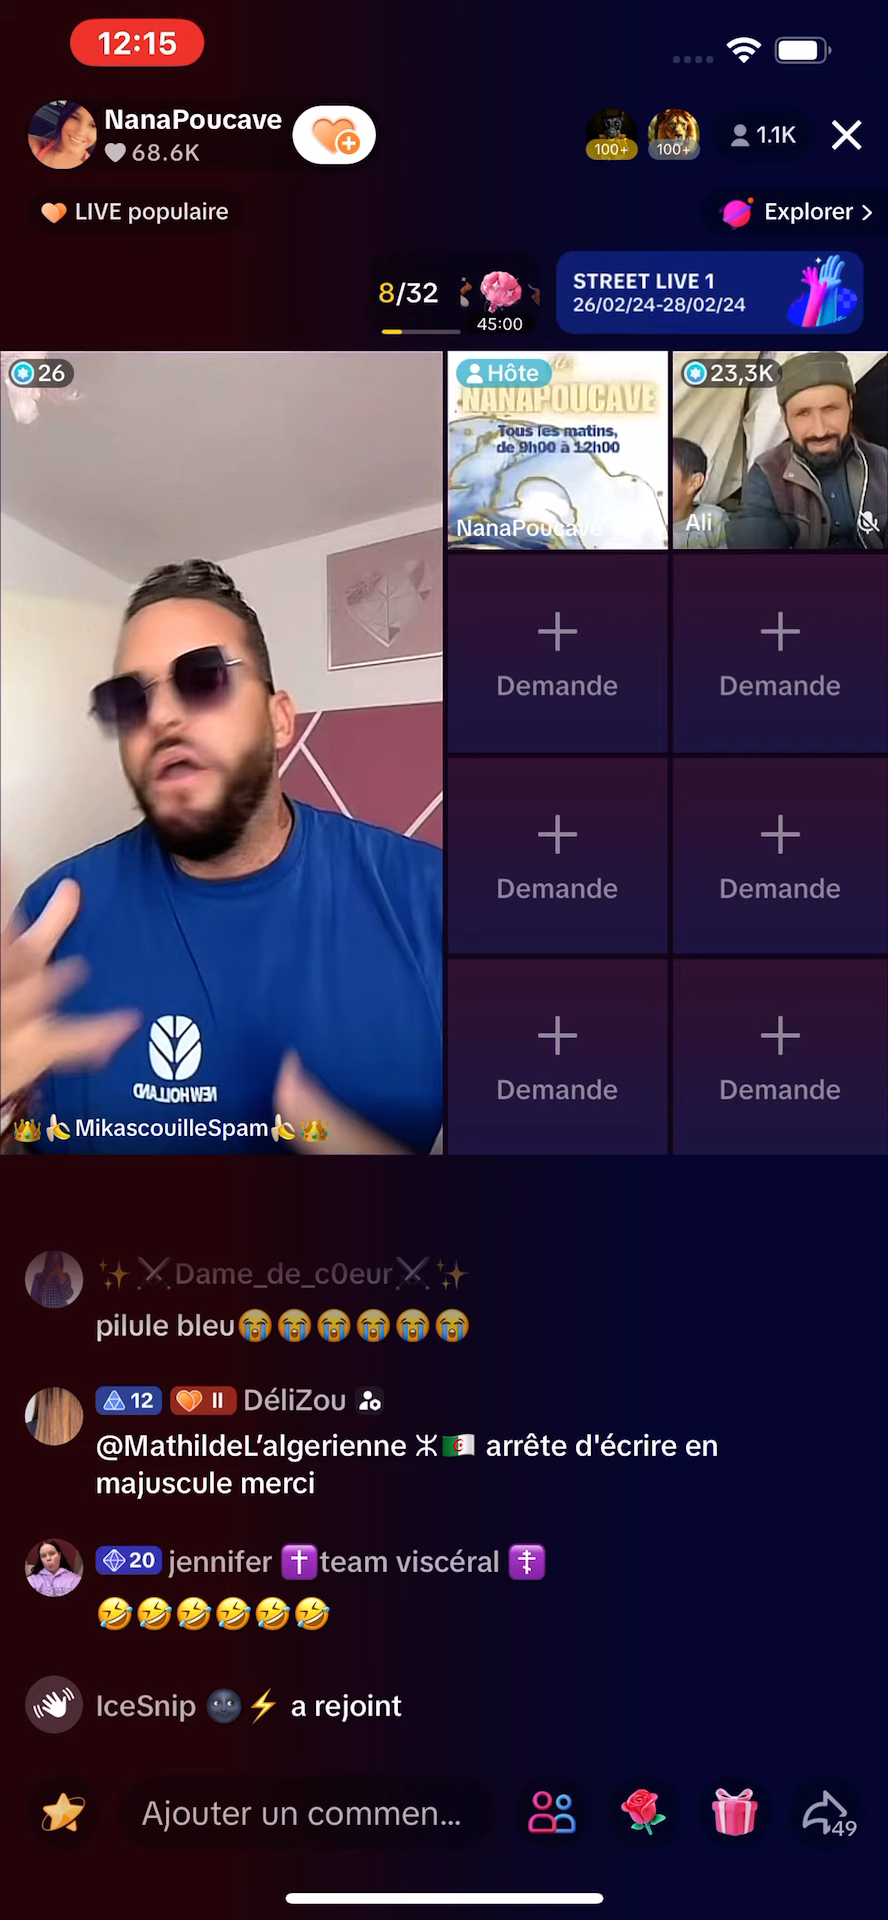 12:15
NanaPoucave
68.6K
100+
100+
1.1K
LIVE populaire
Explorer
8/32
45:00
STREET LIVE 1
26/02/24-28/02/24
26
Hôte
NANAPOUCAVE
Tous les matins,
de 9h00 à 12h00
NanaPoucave
23,3K
Ali
Demande
Demande
Demande
Demande
Demande
Demande
NEW HOLLAND
👑🍌MikascouilleSpam🍌👑
✨⚔Dame_de_c0eur⚔✨
pilule bleu😭😭😭😭😭😭
12 II DéliZou
@MathildeL’algerienne ⵣ🇩🇿 arrête d'écrire en
majuscule merci
20 jennifer ✝️team viscéral ☦️
🤣🤣🤣🤣🤣🤣
IceSnip 🌚⚡ a rejoint
Ajouter un commen...
49